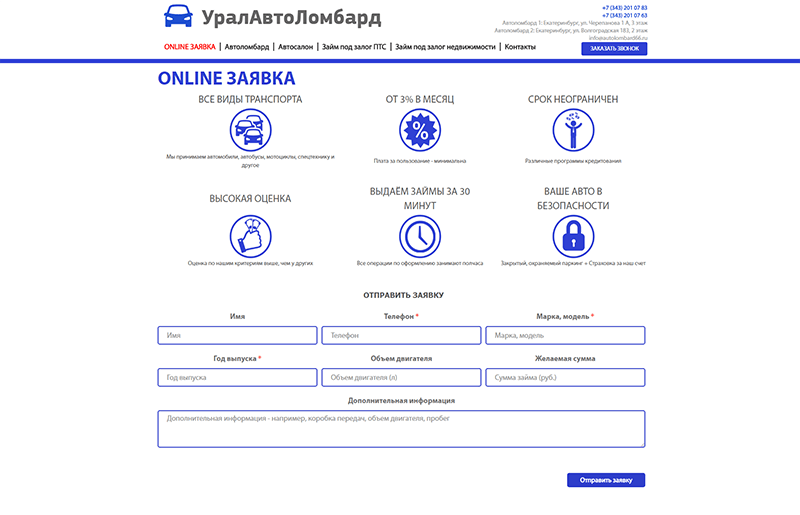 УралАвтоЛомбард
+7 (343) 201 07 83
+7 (343) 201 07 63
Автоломбард 1: Екатеринбург, ул. Черепанова 1 А, 3 этаж
Автоломбард 2: Екатеринбург, ул. Волгоградская 183, 2 этаж
info@autolombard66.ru
ONLINE ЗАЯВКА | Автоломбард | Автосалон | Займ под залог ПТС | Займ под залог недвижимости | Контакты
ЗАКАЗАТЬ ЗВОНОК
ONLINE ЗАЯВКА
ВСЕ ВИДЫ ТРАНСПОРТА
Мы принимаем автомобили, автобусы, мотоциклы, спецтехнику и
другое
ОТ 3% В МЕСЯЦ
%
Плата за пользование - минимальна
СРОК НЕОГРАНИЧЕН
Различные программы кредитования
ВЫСОКАЯ ОЦЕНКА
Оценка по нашим критериям выше, чем у других
ВЫДАЁМ ЗАЙМЫ ЗА 30
МИНУТ
Все операции по оформлению занимают полчаса
ВАШЕ АВТО В
БЕЗОПАСНОСТИ
Закрытый, охраняемый паркинг + Страховка за наш счет
ОТПРАВИТЬ ЗАЯВКУ
Имя
Имя
Телефон *
Телефон
Марка, модель *
Марка, модель
Год выпуска *
Год выпуска
Объем двигателя
Объем двигателя (л)
Желаемая сумма
Сумма займа (руб.)
Дополнительная информация
Дополнительная информация - например, коробка передач, объем двигателя, пробег
Отправить заявку